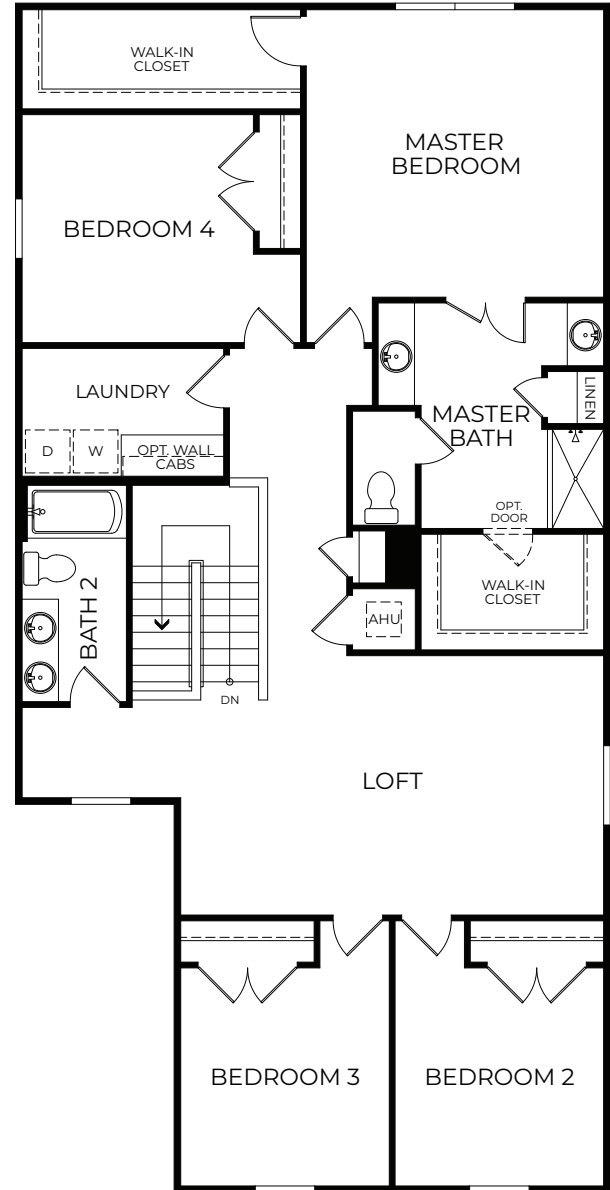 WALK-IN
CLOSET
MASTER
BEDROOM
BEDROOM 4
LAUNDRY
D
W
OPT. WALL
CABS
LINEN
MASTER
BATH
OPT.
DOOR
WALK-IN
CLOSET
BATH 2
AHU
DN
LOFT
BEDROOM 3
BEDROOM 2